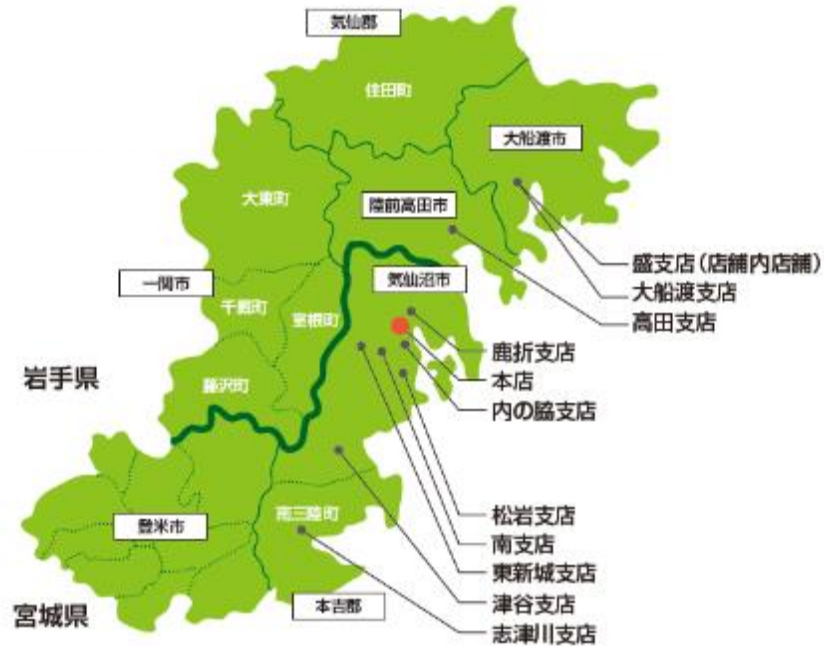 気仙郡
住田町
大船渡市
大東町
陸前高田市
盛支店（店舗内店舗）
気仙沼市
一関市
大船渡支店
千厩町
室根町
高田支店
鹿折支店
岩手県
藤沢町
本店
内の脇支店
松岩支店
南三陸町
登米市
南支店
東新城支店
津谷支店
本吉郡
宮城県
志津川支店